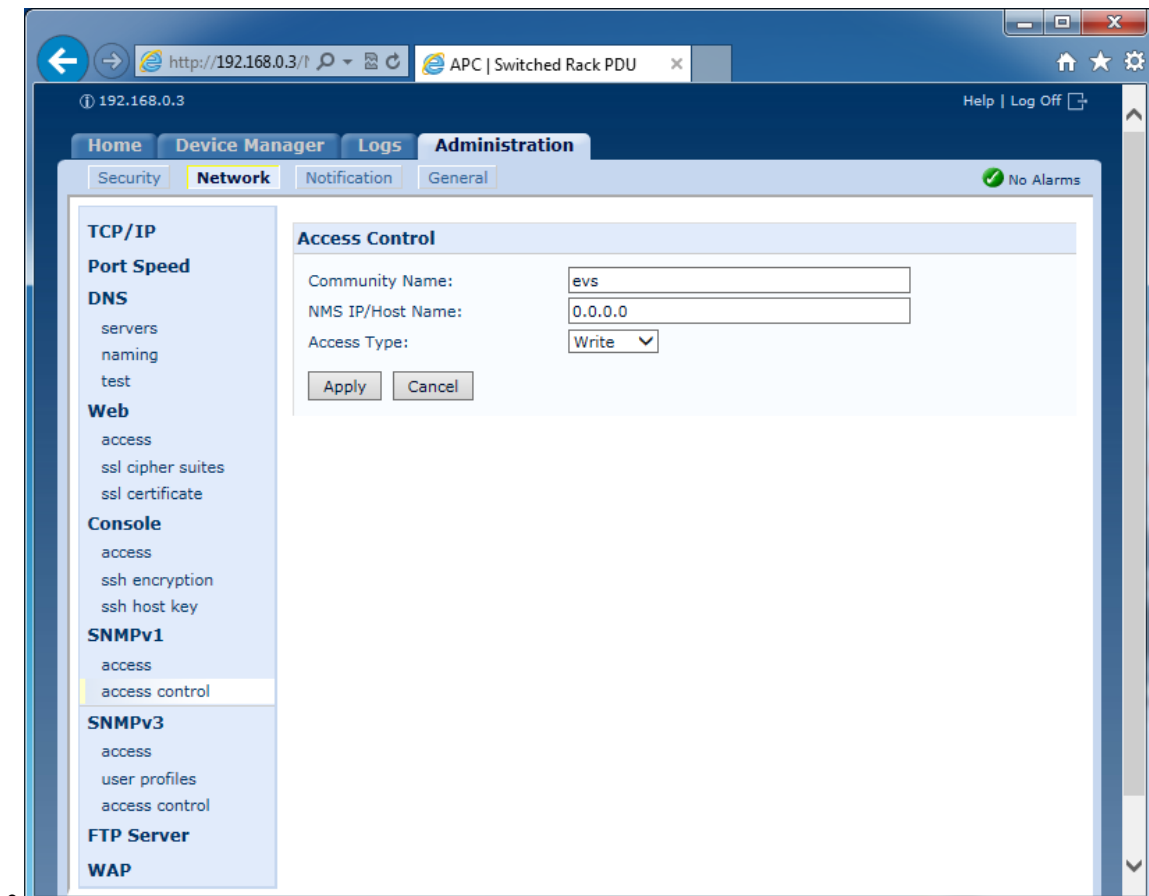 http://192.168.0.3/
APC | Switched Rack PDU
192.168.0.3
Help | Log Off
Home Device Manager Logs Administration
Security Network Notification General
No Alarms
TCP/IP
Port Speed
DNS
servers
naming
test
Web
access
ssl cipher suites
ssl certificate
Console
access
ssh encryption
ssh host key
SNMPv1
access
access control
SNMPv3
access
user profiles
access control
FTP Server
WAP
Access Control
Community Name: evs
NMS IP/Host Name: 0.0.0.0
Access Type: Write
Apply Cancel